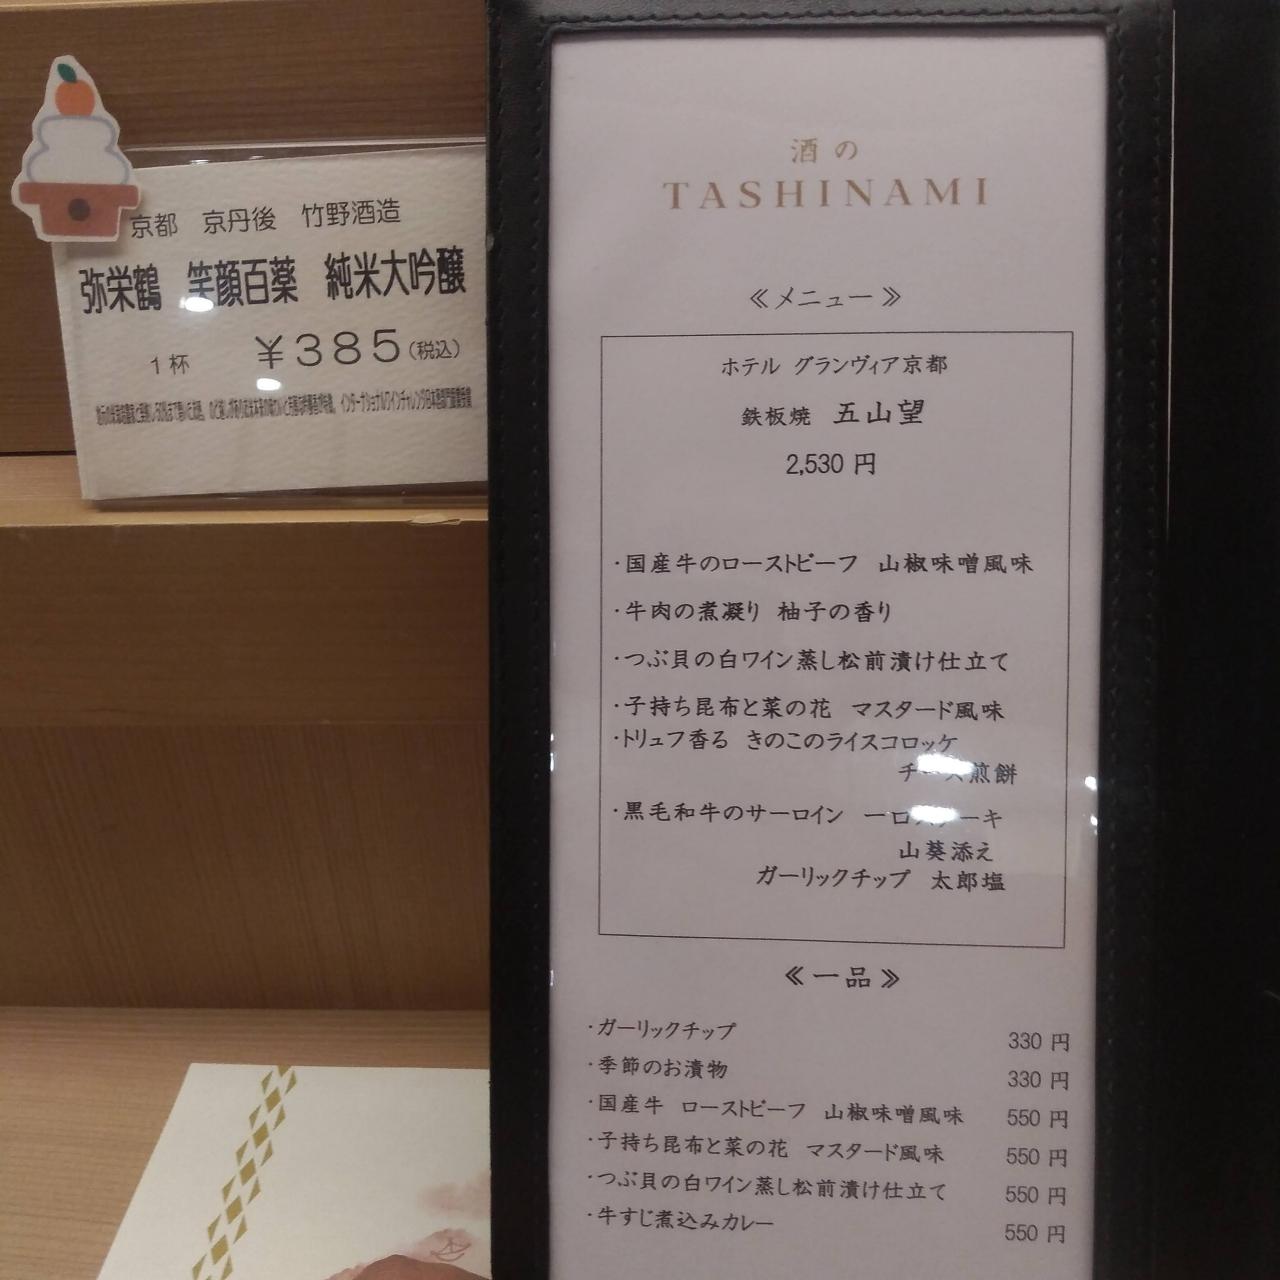 京都 京丹後 竹野酒造
弥栄鶴 笑顔百薬 純米大吟醸
1杯 ¥385(税込)
酒の
TASHINAMI
≪メニュー≫
ホテル グランヴィア京都
鉄板焼 五山望
2,530 円
・国産牛のローストビーフ 山椒味噌風味
・牛肉の煮凝り 柚子の香り
・つぶ貝の白ワイン蒸し松前漬け仕立て
・子持ち昆布と菜の花 マスタード風味
・トリュフ香る きのこのライスコロッケ
チーズ煎餅
・黒毛和牛のサーロイン 一口ステーキ
山葵添え
ガーリックチップ 太郎塩
≪一品≫
・ガーリックチップ 330 円
・季節のお漬物 330 円
・国産牛 ローストビーフ 山椒味噌風味 550 円
・子持ち昆布と菜の花 マスタード風味 550 円
・つぶ貝の白ワイン蒸し松前漬け仕立て 550 円
・牛すじ煮込みカレー 550 円